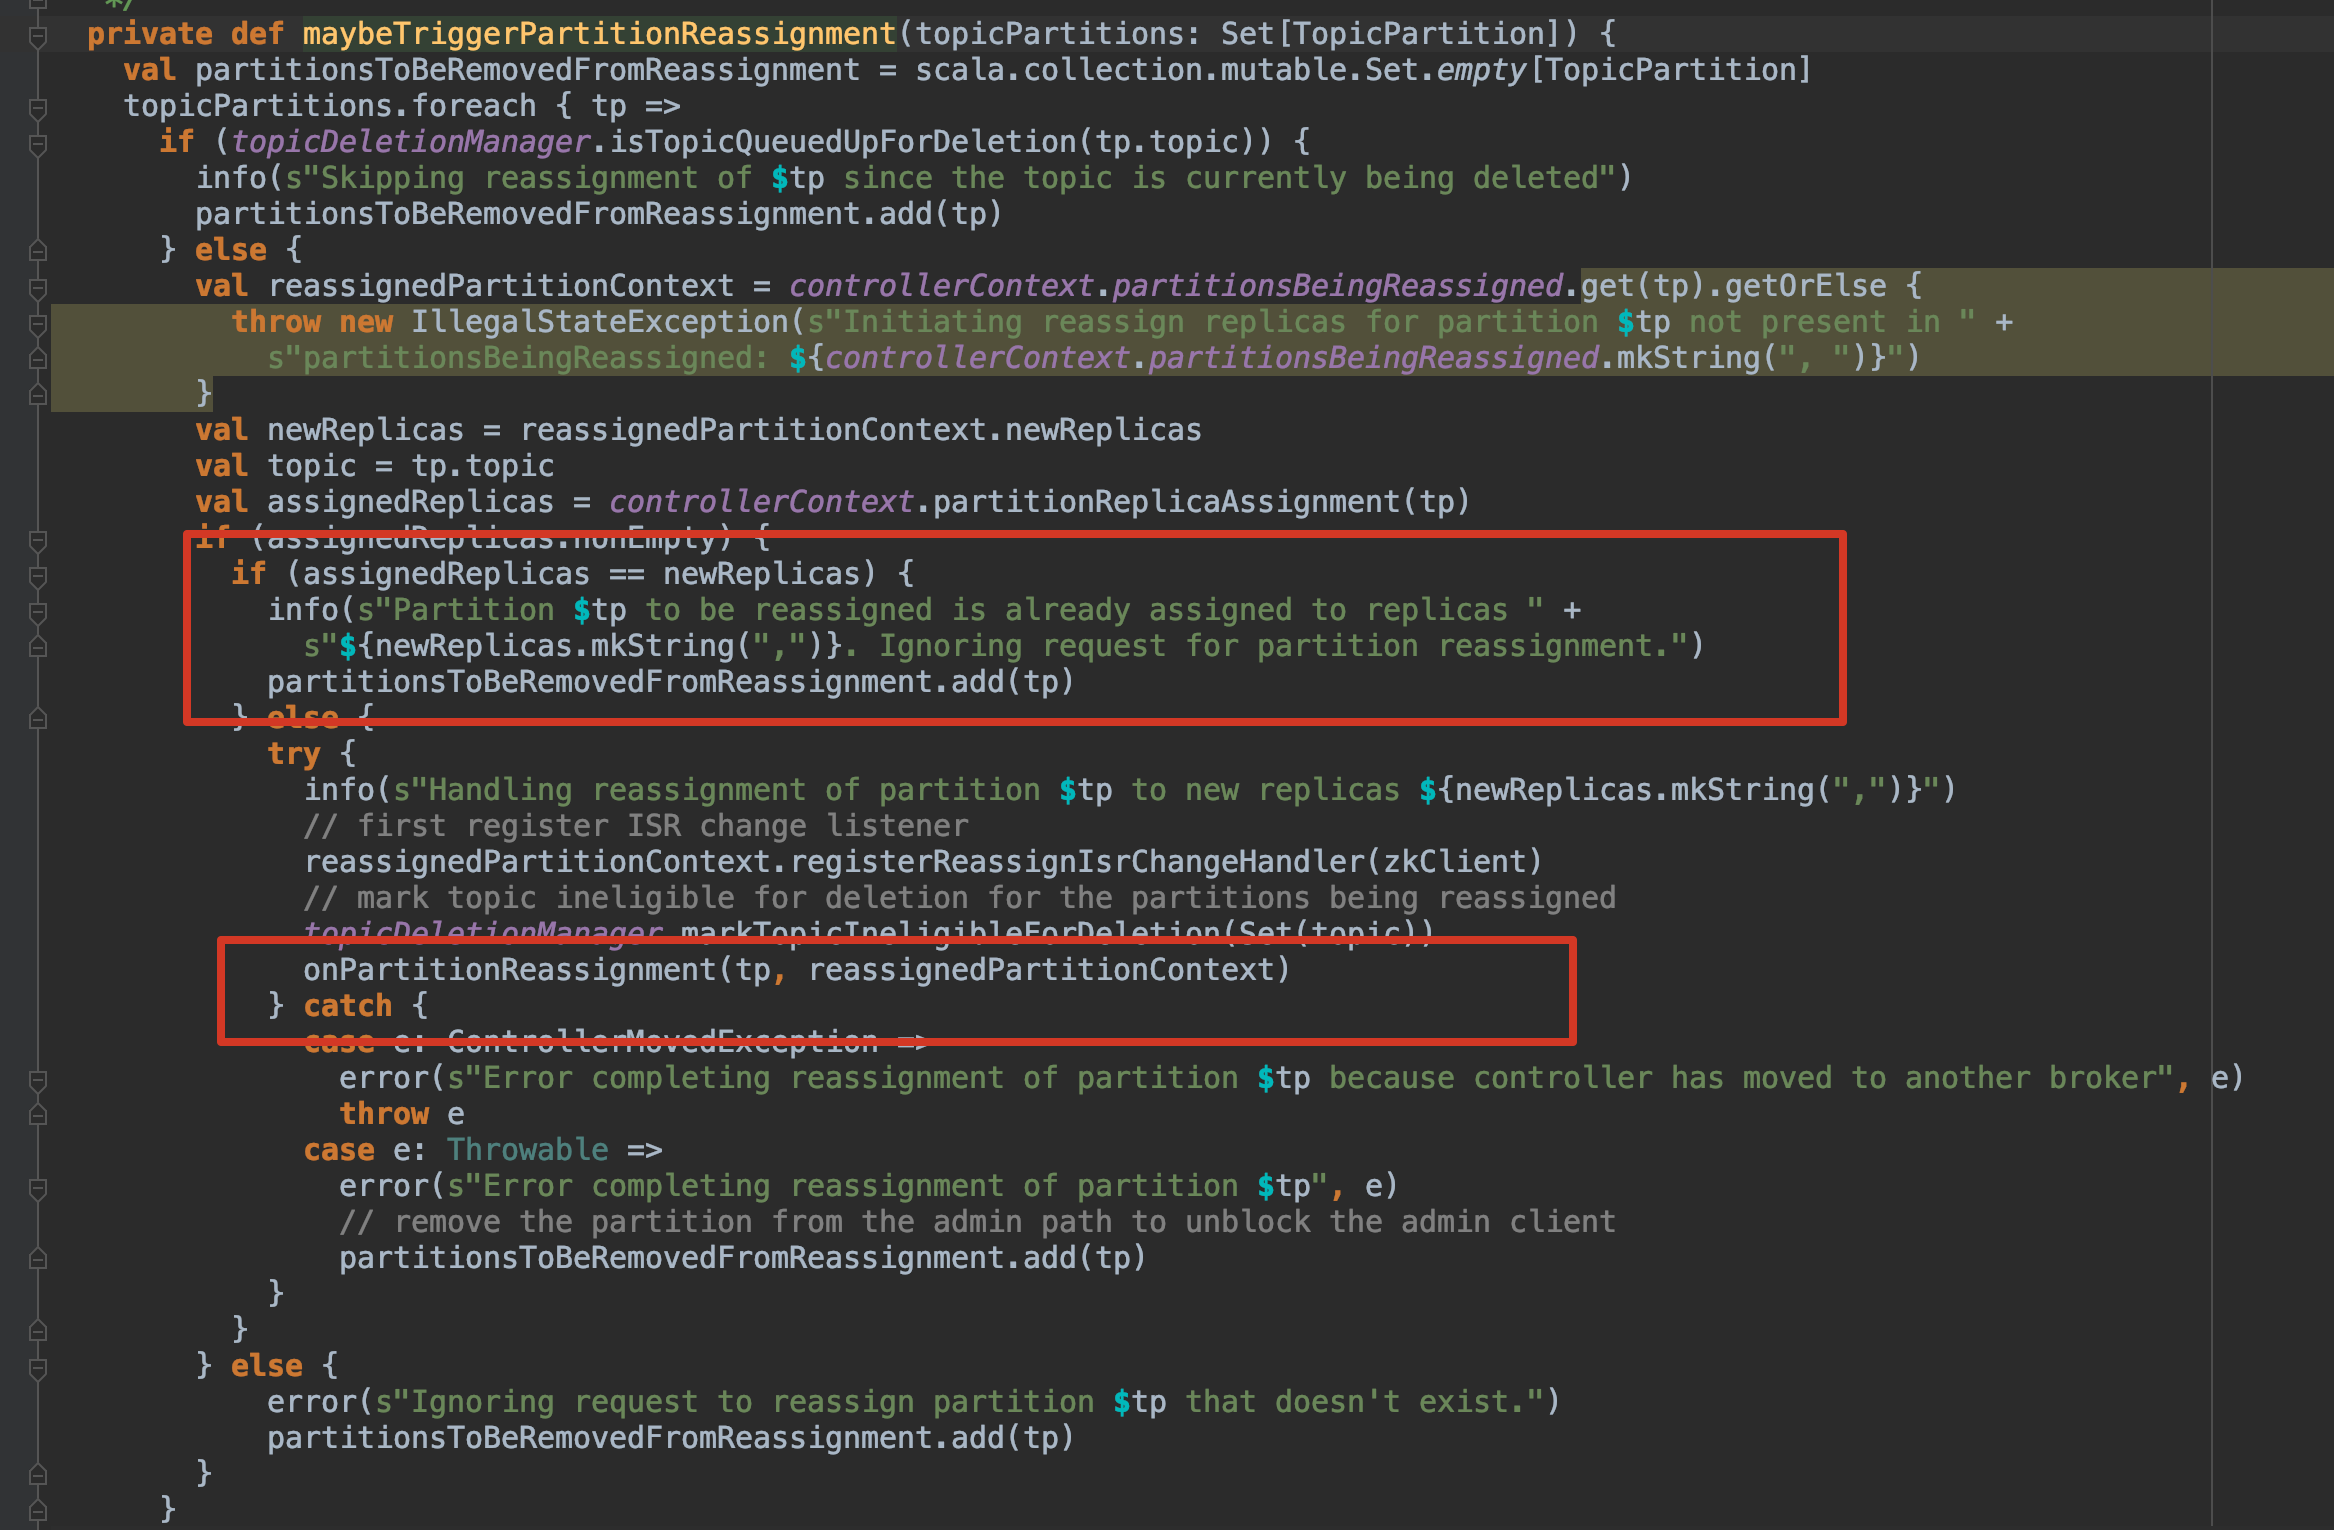 */
private def maybeTriggerPartitionReassignment(topicPartitions: Set[TopicPartition]) {
val partitionsToBeRemovedFromReassignment = scala.collection.mutable.Set.empty[TopicPartition]
topicPartitions.foreach { tp =>
if (topicDeletionManager.isTopicQueuedUpForDeletion(tp.topic)) {
info(s"Skipping reassignment of $tp since the topic is currently being deleted")
partitionsToBeRemovedFromReassignment.add(tp)
} else {
val reassignedPartitionContext = controllerContext.partitionsBeingReassigned.get(tp).getOrElse {
throw new IllegalStateException(s"Initiating reassign replicas for partition $tp not present in " +
s"partitionsBeingReassigned: ${controllerContext.partitionsBeingReassigned.mkString(", ")}")
}
val newReplicas = reassignedPartitionContext.newReplicas
val topic = tp.topic
val assignedReplicas = controllerContext.partitionReplicaAssignment(tp)
if (assignedReplicas.nonEmpty) {
if (assignedReplicas == newReplicas) {
info(s"Partition $tp to be reassigned is already assigned to replicas " +
s"${newReplicas.mkString(",")}. Ignoring request for partition reassignment.")
partitionsToBeRemovedFromReassignment.add(tp)
} else {
try {
info(s"Handling reassignment of partition $tp to new replicas ${newReplicas.mkString(",")}")
// first register ISR change listener
reassignedPartitionContext.registerReassignIsrChangeHandler(zkClient)
// mark topic ineligible for deletion for the partitions being reassigned
topicDeletionManager.markTopicIneligibleForDeletion(Set(topic))
onPartitionReassignment(tp, reassignedPartitionContext)
} catch {
case e: ControllerMovedException =>
error(s"Error completing reassignment of partition $tp because controller has moved to another broker", e)
throw e
case e: Throwable =>
error(s"Error completing reassignment of partition $tp", e)
// remove the partition from the admin path to unblock the admin client
partitionsToBeRemovedFromReassignment.add(tp)
}
}
} else {
error(s"Ignoring request to reassign partition $tp that doesn't exist.")
partitionsToBeRemovedFromReassignment.add(tp)
}
}